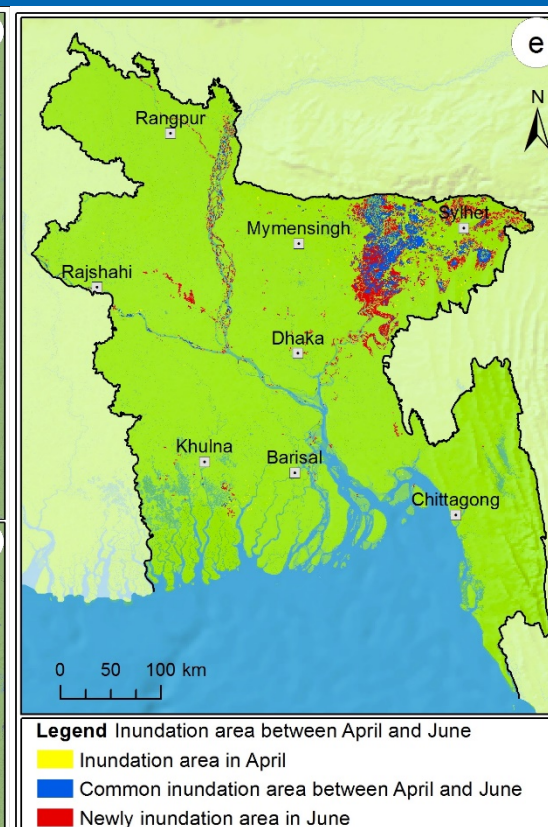 e
N
Rangpur
Sylhet
Mymensingh
Rajshahi
Dhaka
Khulna
Barisal
Chittagong
0 50 100 km
Legend Inundation area between April and June
Inundation area in April
Common inundation area between April and June
Newly inundation area in June